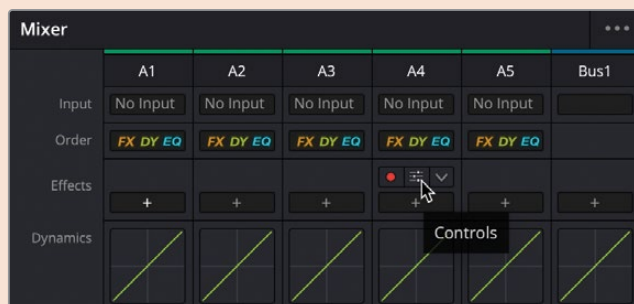 Mixer
A1 A2 A3 A4 A5 Bus1
Input No Input No Input No Input No Input No Input
Order FX DY EQ FX DY EQ FX DY EQ FX DY EQ FX DY EQ
Effects
+ + + + + +
Controls
Dynamics